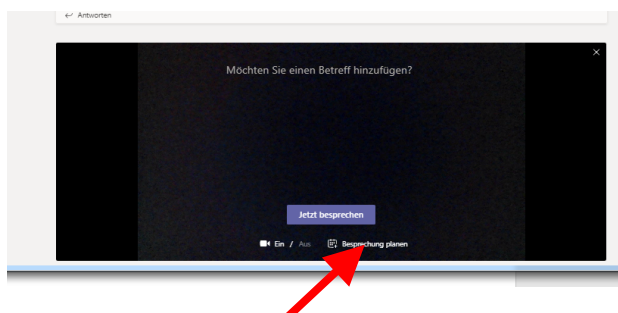 Antworten
Möchten Sie einen Betreff hinzufügen?
Jetzt besprechen
Ein / Aus Besprechung planen